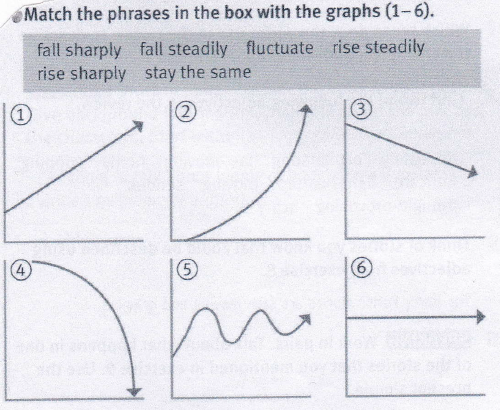 Match the phrases in the box with the graphs (1–6).
fall sharply fall steadily fluctuate rise steadily
rise sharply stay the same
① ② ③
④ ⑤ ⑥